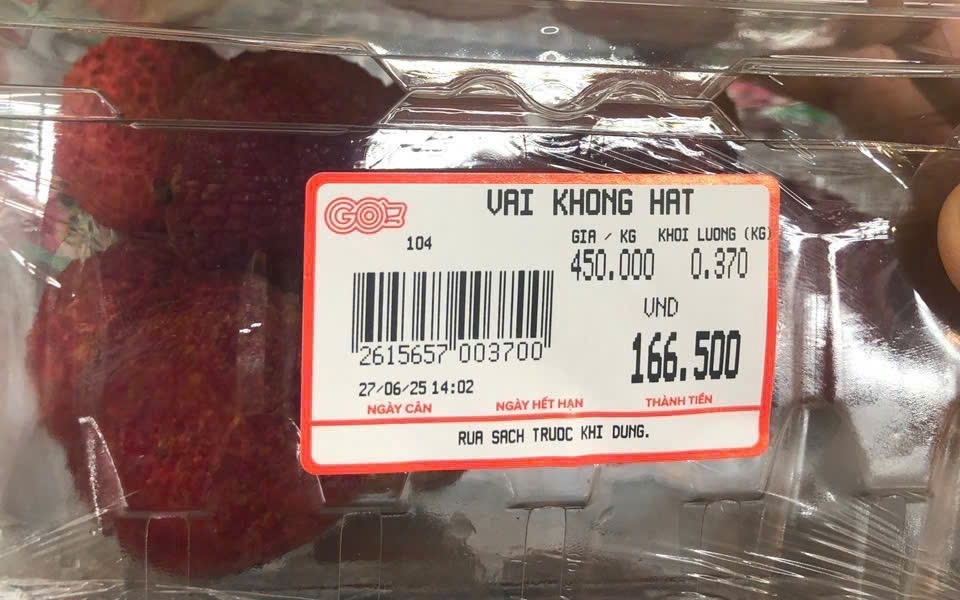 GO!
VAI KHONG HAT
104
GIA / KG KHOI LUONG (KG)
450.000 0.370
VND
2615657 003700
166.500
27/06/25 14:02
NGÀY CÂN NGÀY HẾT HẠN THÀNH TIỀN
RUA SACH TRUOC KHI DUNG.